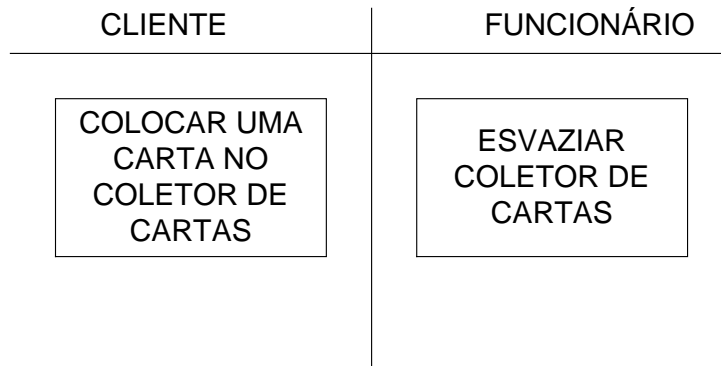 CLIENTE
FUNCIONÁRIO
COLOCAR UMA
CARTA NO
COLETOR DE
CARTAS
ESVAZIAR
COLETOR DE
CARTAS